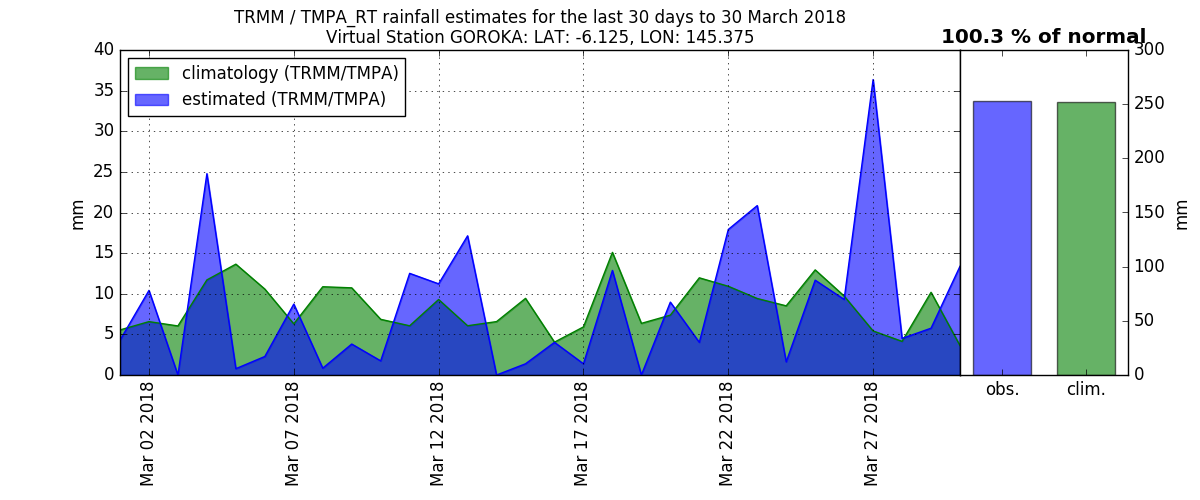 TRMM / TMPA_RT rainfall estimates for the last 30 days to 30 March 2018
Virtual Station GOROKA: LAT: -6.125, LON: 145.375
100.3 % of normal
climatology (TRMM/TMPA)
estimated (TRMM/TMPA)
40
35
30
25
20
15
10
5
0
mm
Mar 02 2018
Mar 07 2018
Mar 12 2018
Mar 17 2018
Mar 22 2018
Mar 27 2018
300
250
200
150
100
50
0
mm
obs.
clim.